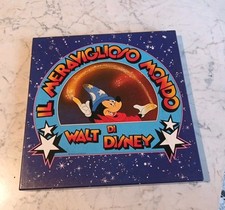 IL MERAVIGLIOSO MONDO
DI
WALT DISNEY